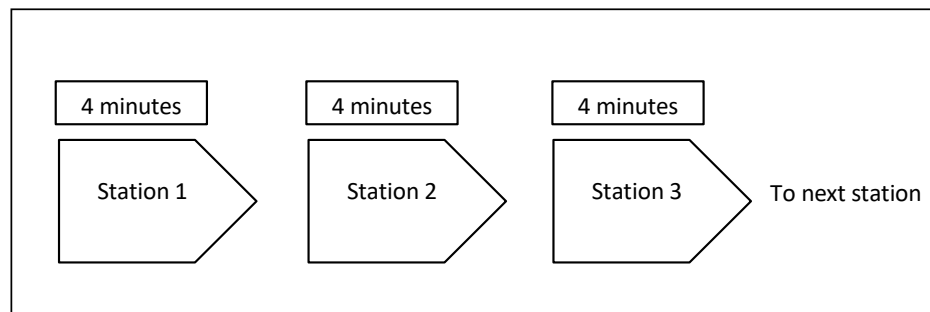 4 minutes
4 minutes
4 minutes
Station 1
Station 2
Station 3
To next station